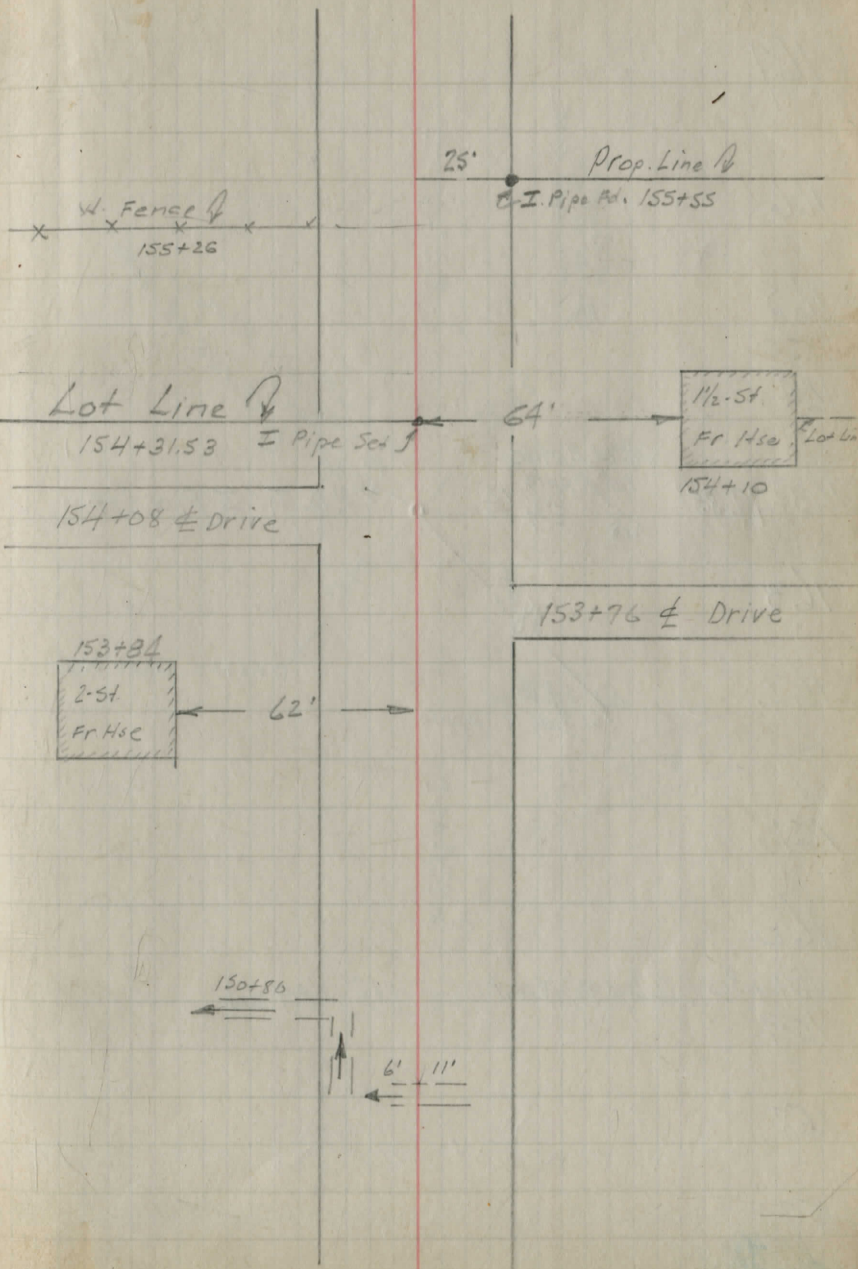 25' Prop. Line
I. Pipe Fd. 155+55
W. Fence
155+26
Lot Line
154+31.53 I Pipe Set
64'
1½-St
Fr Hse
154+10
154+08 ℄ Drive
153+76 ℄ Drive
153+84
2-St
Fr Hse
62'
150+86
6' 11'